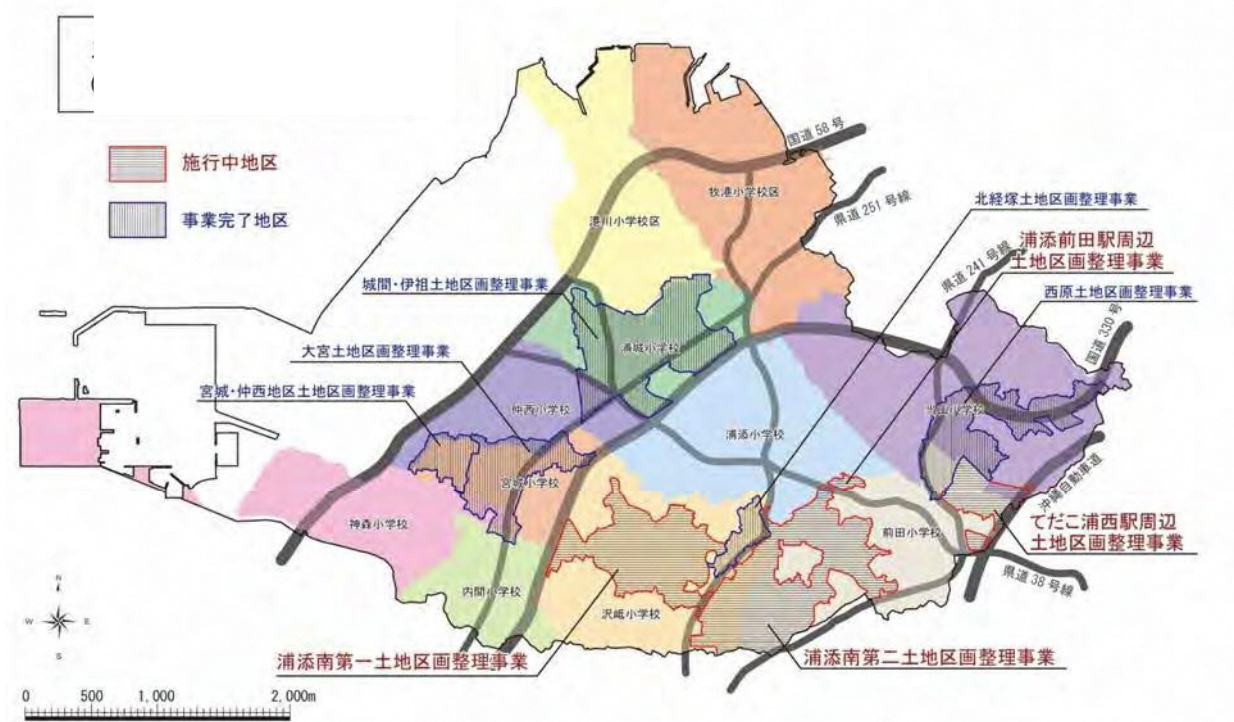 施行中地区
事業完了地区
国道58号
牧港小学校区
港川小学校区
県道251号線
北経塚土地区画整理事業
浦添前田駅周辺
土地区画整理事業
県道241号線
西原土地区画整理事業
国道330号
城間・伊祖土地区画整理事業
大宮土地区画整理事業
宮城・仲西地区土地区画整理事業
浦城小学校
仲西小学校
浦添小学校
当山小学校
沖縄自動車道
宮城小学校
神森小学校
前田小学校
てだこ浦西駅周辺
土地区画整理事業
県道38号線
内間小学校
沢岻小学校
浦添南第一土地区画整理事業
浦添南第二土地区画整理事業
N
W E
S
0 500 1,000 2,000m